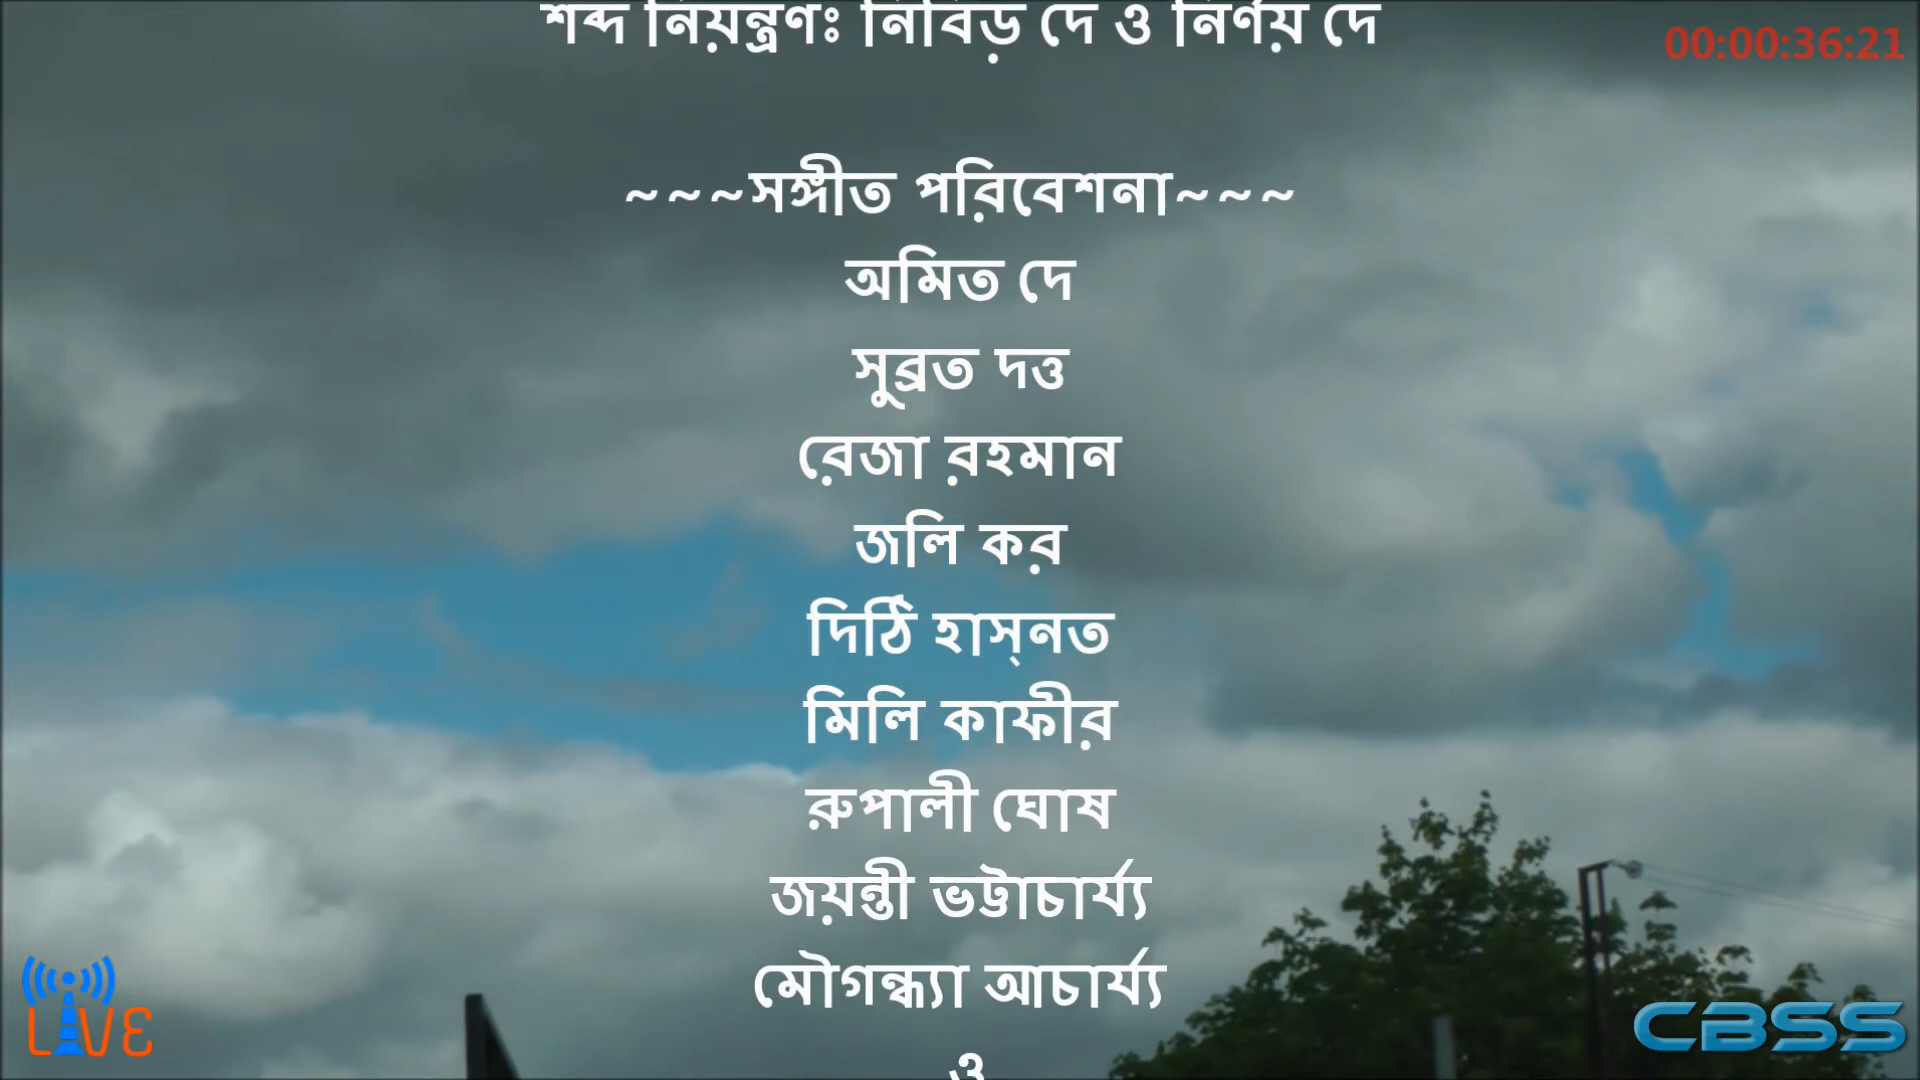 শব্দ নিয়ন্ত্রণঃ নিবিড় দে ও নির্ণয় দে
00:00:36:21
~~~সঙ্গীত পরিবেশনা~~~
অমিত দে
সুব্রত দত্ত
রেজা রহমান
জলি কর
দিঠি হাস্‌নত
মিলি কাফীর
রুপালী ঘোষ
জয়ন্তী ভট্টাচার্য্য
মৌগন্ধ্যা আচার্য্য
ও
LIVE
CBSS